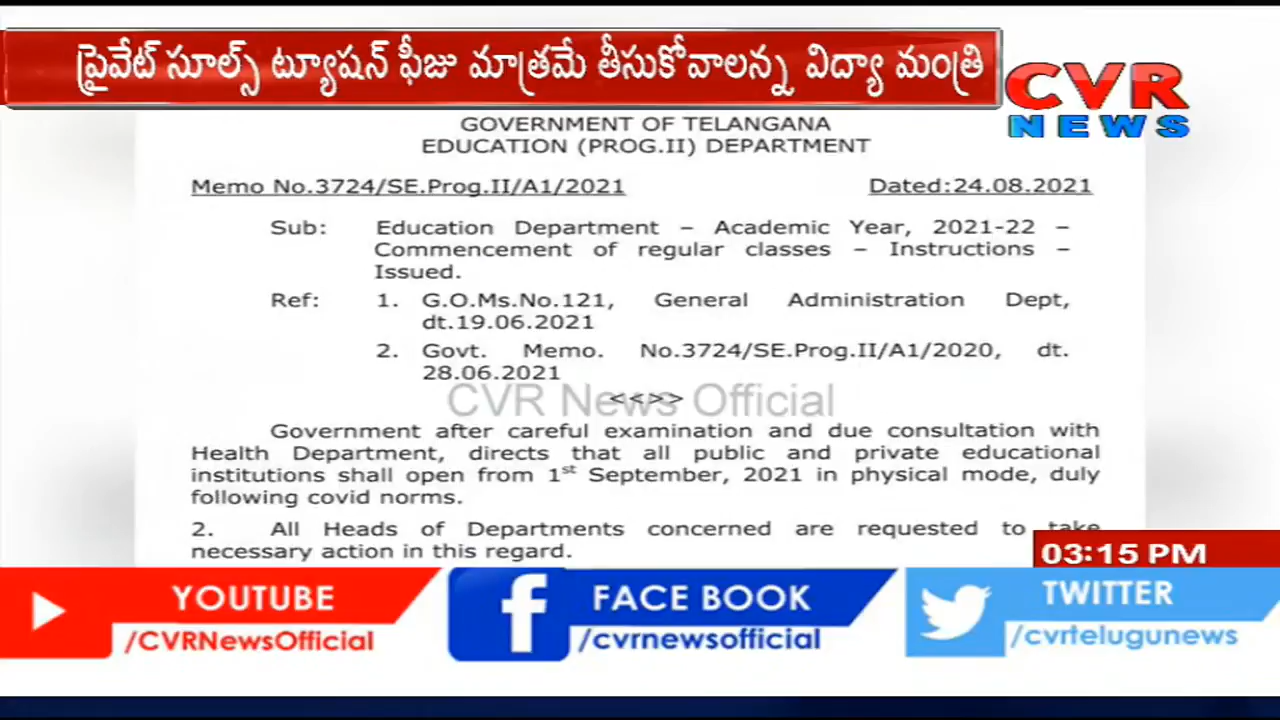 ప్రైవేట్ సూల్స్ ట్యూషన్ ఫీజు మాత్రమే తీసుకోవాలన్న విద్యా మంత్రి
CVR
NEWS
GOVERNMENT OF TELANGANA
EDUCATION (PROG.II) DEPARTMENT
Memo No.3724/SE.Prog.II/A1/2021 Dated:24.08.2021
Sub: Education Department – Academic Year, 2021-22 –
Commencement of regular classes – Instructions –
Issued.
Ref: 1. G.O.Ms.No.121, General Administration Dept,
dt.19.06.2021
2. Govt. Memo. No.3724/SE.Prog.II/A1/2020, dt.
28.06.2021
<<>>
CVR News Official
Government after careful examination and due consultation with
Health Department, directs that all public and private educational
institutions shall open from 1st September, 2021 in physical mode, duly
following covid norms.
2. All Heads of Departments concerned are requested to take
necessary action in this regard.
03:15 PM
YOUTUBE
/CVRNewsOfficial
FACE BOOK
/cvrnewsofficial
TWITTER
/cvrtelugunews